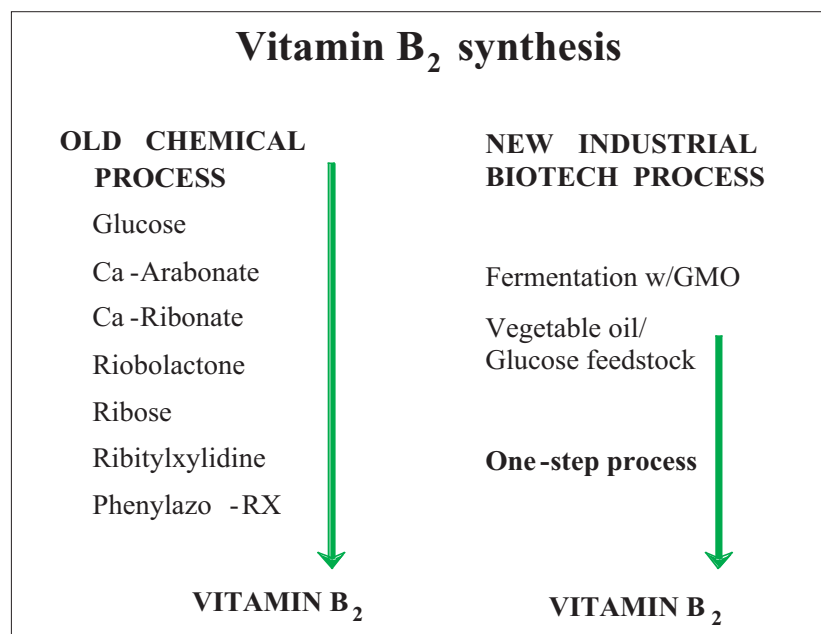 Vitamin B₂ synthesis
OLD CHEMICAL
PROCESS
Glucose
Ca -Arabonate
Ca -Ribonate
Riobolactone
Ribose
Ribitylxylidine
Phenylazo -RX
VITAMIN B₂
NEW INDUSTRIAL
BIOTECH PROCESS
Fermentation w/GMO
Vegetable oil/
Glucose feedstock
One-step process
VITAMIN B₂